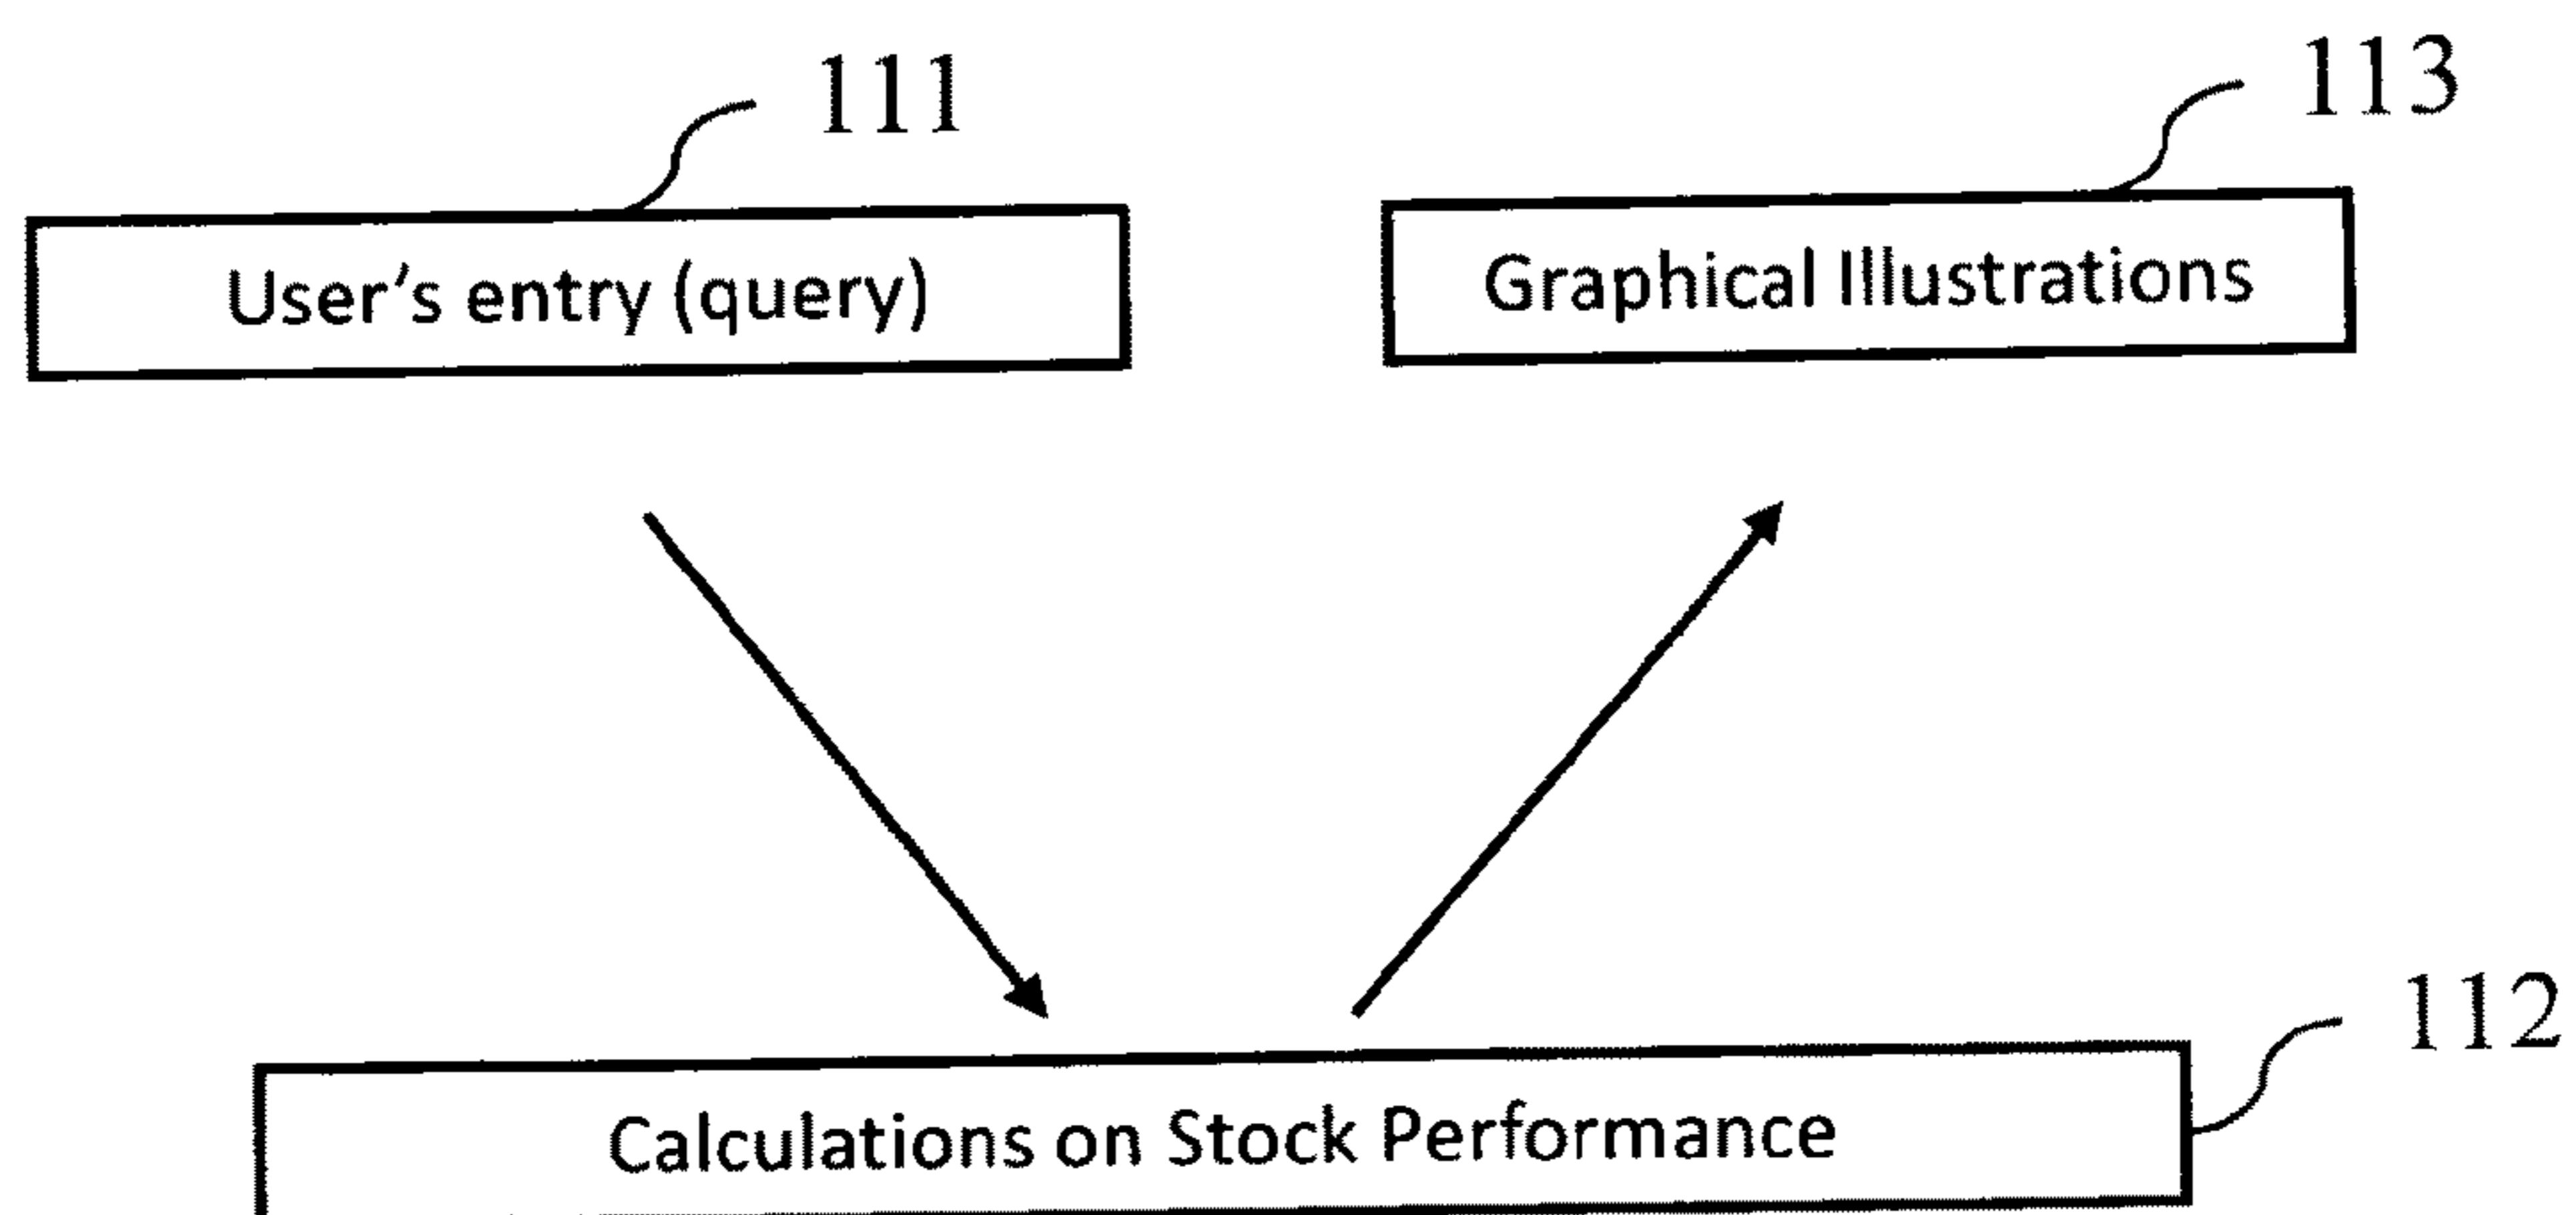 111
113
User's entry (query)
Graphical Illustrations
112
Calculations on Stock Performance